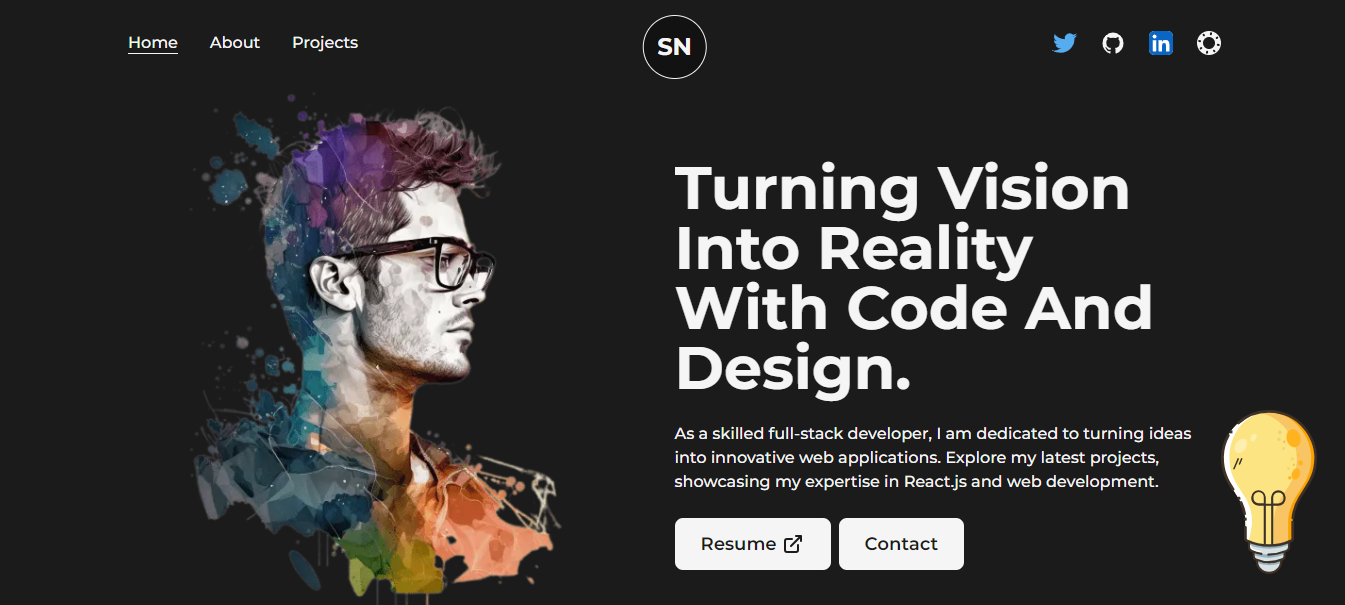 Home About Projects
SN
in
Turning Vision
Into Reality
With Code And
Design.
As a skilled full-stack developer, I am dedicated to turning ideas
into innovative web applications. Explore my latest projects,
showcasing my expertise in React.js and web development.
Resume Contact